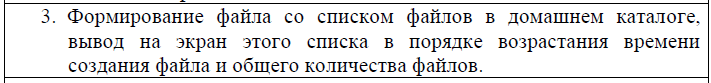 3. Формирование файла со списком файлов в домашнем каталоге,
вывод на экран этого списка в порядке возрастания времени
создания файла и общего количества файлов.